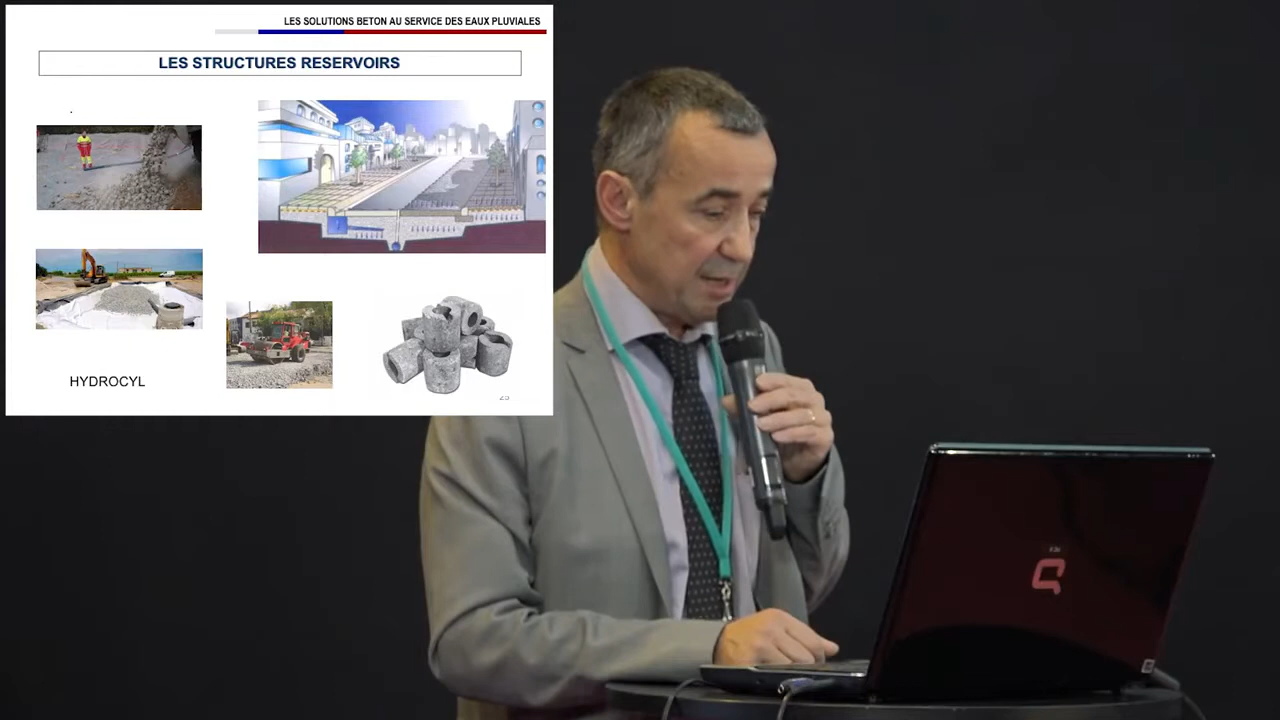 LES SOLUTIONS BETON AU SERVICE DES EAUX PLUVIALES
LES STRUCTURES RESERVOIRS
HYDROCYL